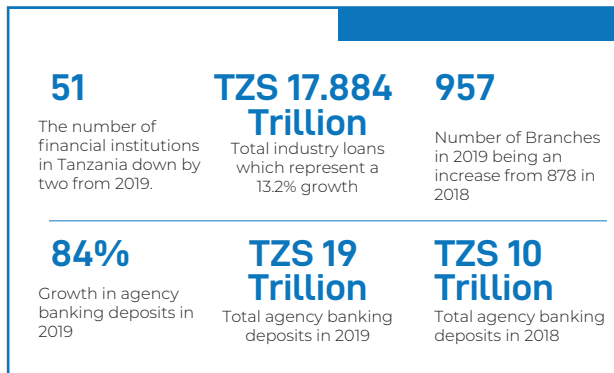 51
The number of
financial institutions
in Tanzania down by
two from 2019.
TZS 17.884
Trillion
Total industry loans
which represent a
13.2% growth
957
Number of Branches
in 2019 being an
increase from 878 in
2018
84%
Growth in agency
banking deposits in
2019
TZS 19
Trillion
Total agency banking
deposits in 2019
TZS 10
Trillion
Total agency banking
deposits in 2018